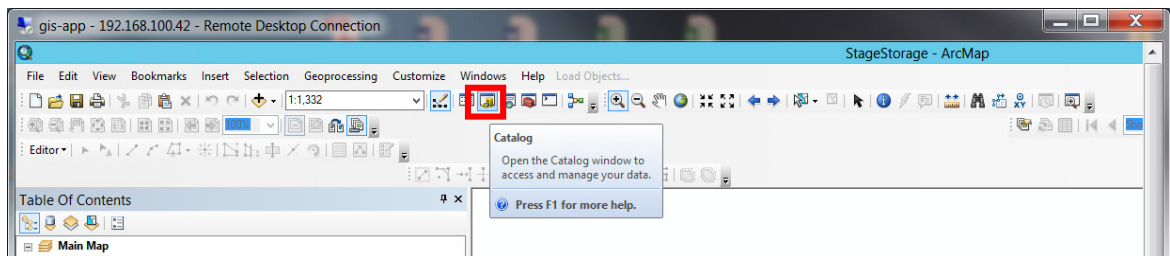 gis-app - 192.168.100.42 - Remote Desktop Connection
StageStorage - ArcMap
File Edit View Bookmarks Insert Selection Geoprocessing Customize Windows Help Load Objects...
1:1,332
100%
Editor
Catalog
Open the Catalog window to
access and manage your data.
Press F1 for more help.
Table Of Contents
Main Map